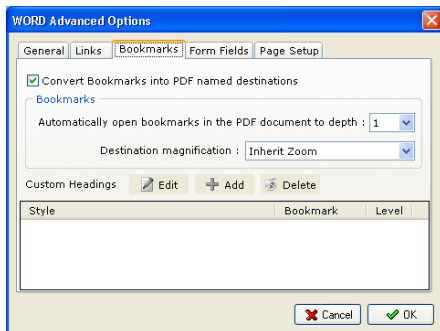 WORD Advanced Options
General Links Bookmarks Form Fields Page Setup
Convert Bookmarks into PDF named destinations
Bookmarks
Automatically open bookmarks in the PDF document to depth : 1
Destination magnification : Inherit Zoom
Custom Headings Edit Add Delete
Style Bookmark Level
Cancel OK